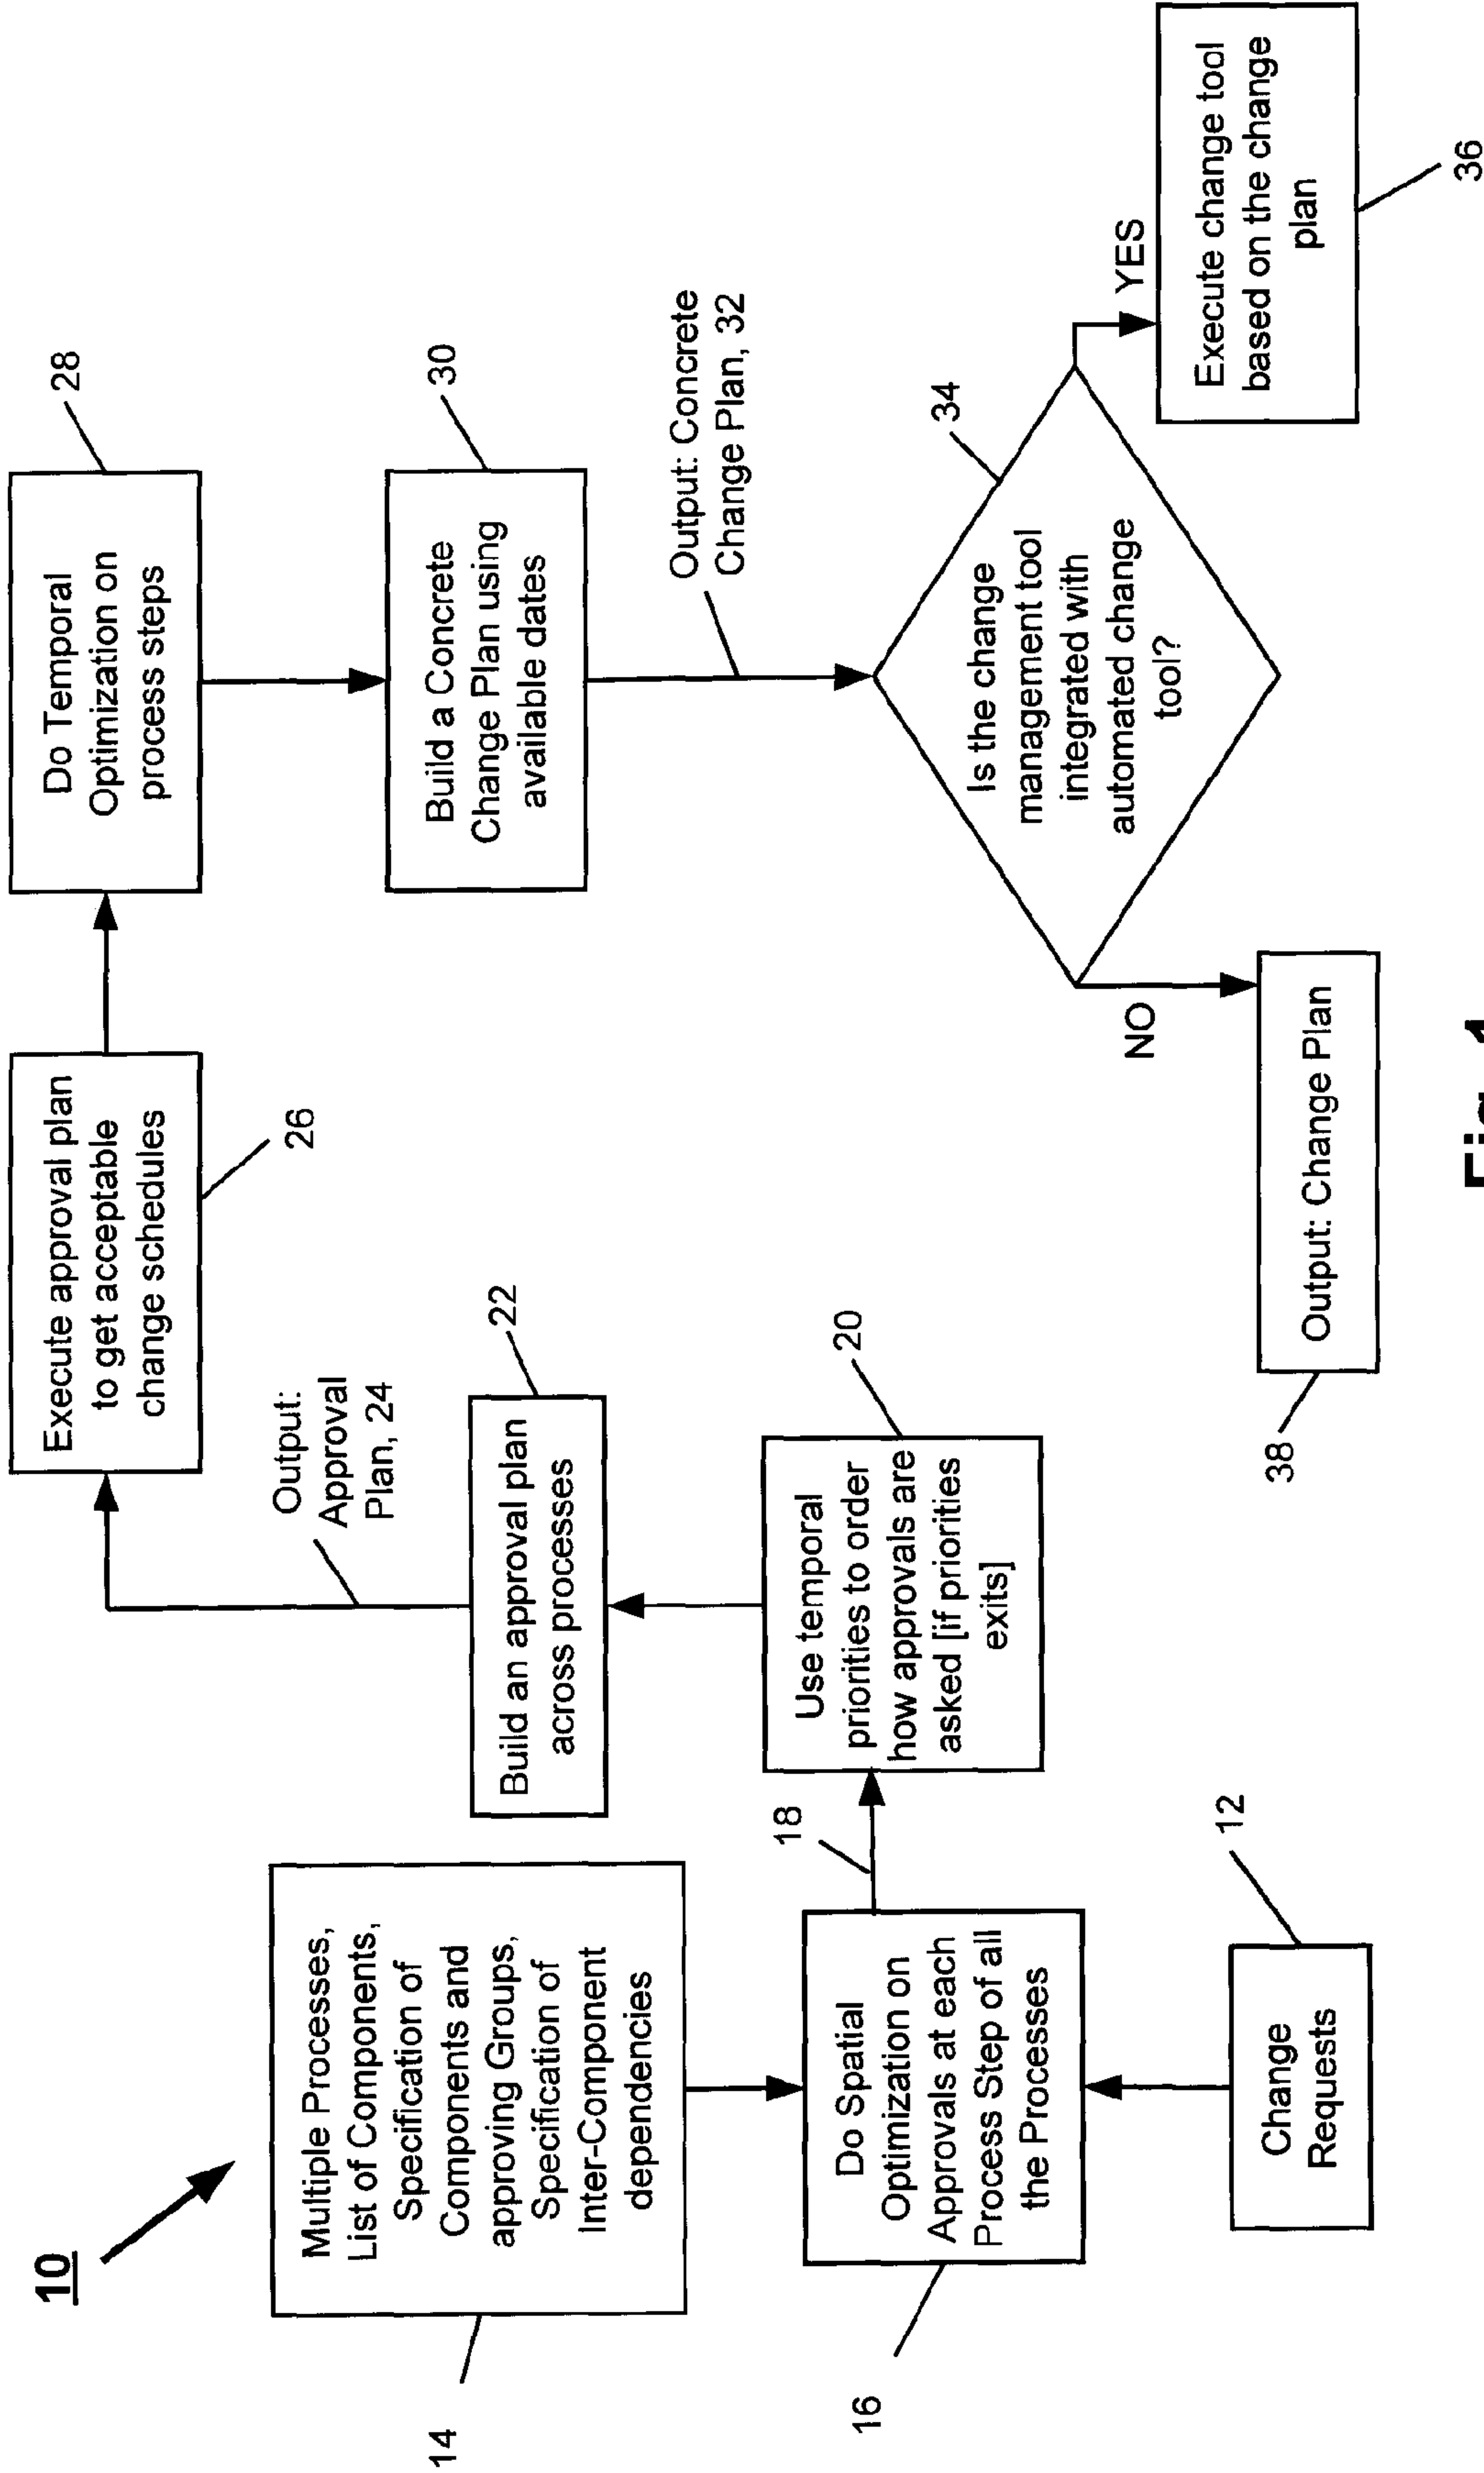 10
14
Multiple Processes,
List of Components,
Specification of
Components and
approving Groups,
Specification of
Inter-Component
dependencies
16
Do Spatial
Optimization on
Approvals at each
Process Step of all
the Processes
Change
Requests
12
18
Use temporal
priorities to order
how approvals are
asked [if priorities
exits]
20
Build an approval plan
across processes
22
Output:
Approval
Plan, 24
Execute approval plan
to get acceptable
change schedules
26
Do Temporal
Optimization on
process steps
28
Build a Concrete
Change Plan using
available dates
30
Output: Concrete
Change Plan, 32
Is the change
management tool
integrated with
automated change
tool?
34
NO
YES
Output: Change Plan
38
Execute change tool
based on the change
plan
36